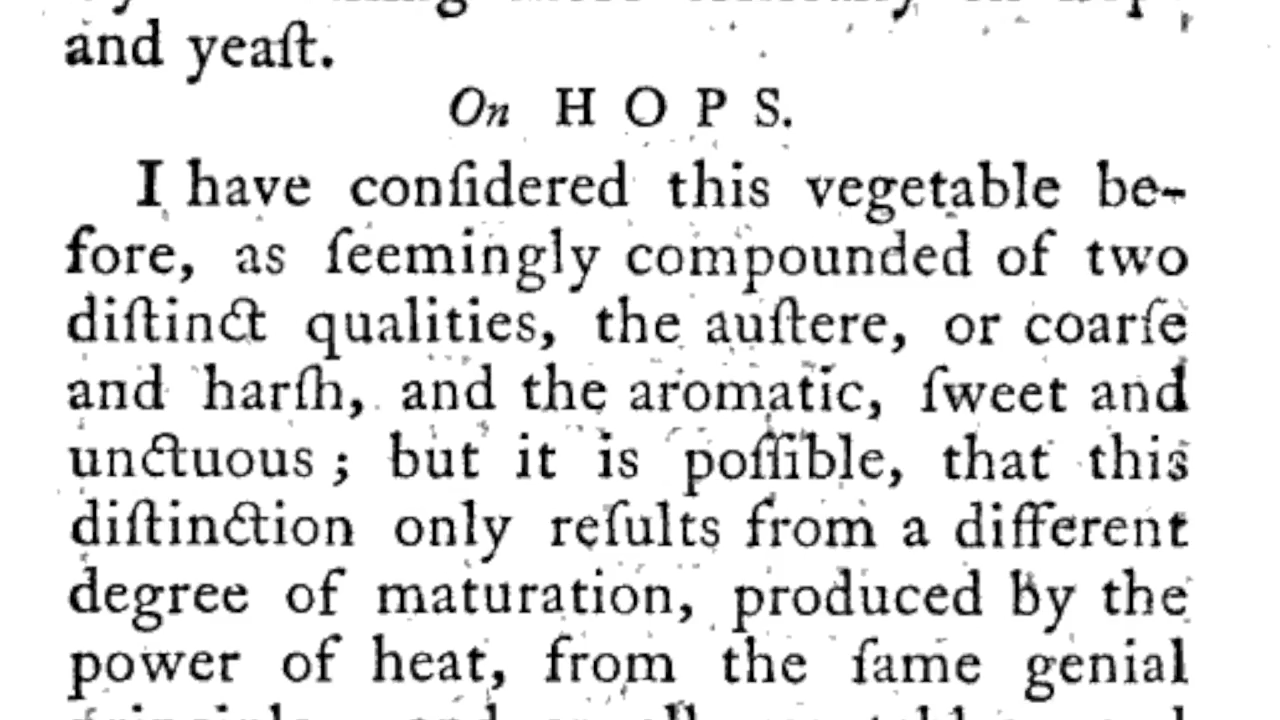 and yeaſt.
On HOPS.
I have conſidered this vegetable be-
fore, as ſeemingly compounded of two
diſtinct qualities, the auſtere, or coarſe
and harſh, and the aromatic, ſweet and
unctuous; but it is poſſible, that this
diſtinction only reſults from a different
degree of maturation, produced by the
power of heat, from the ſame genial